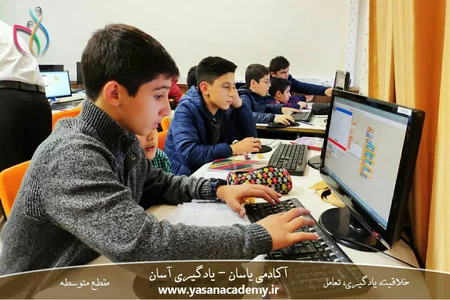 آکادمی یاسان – یادگیری آسان
خلاقیت، یادگیری، تعامل
مقطع متوسطه
www.yasanacademy.ir